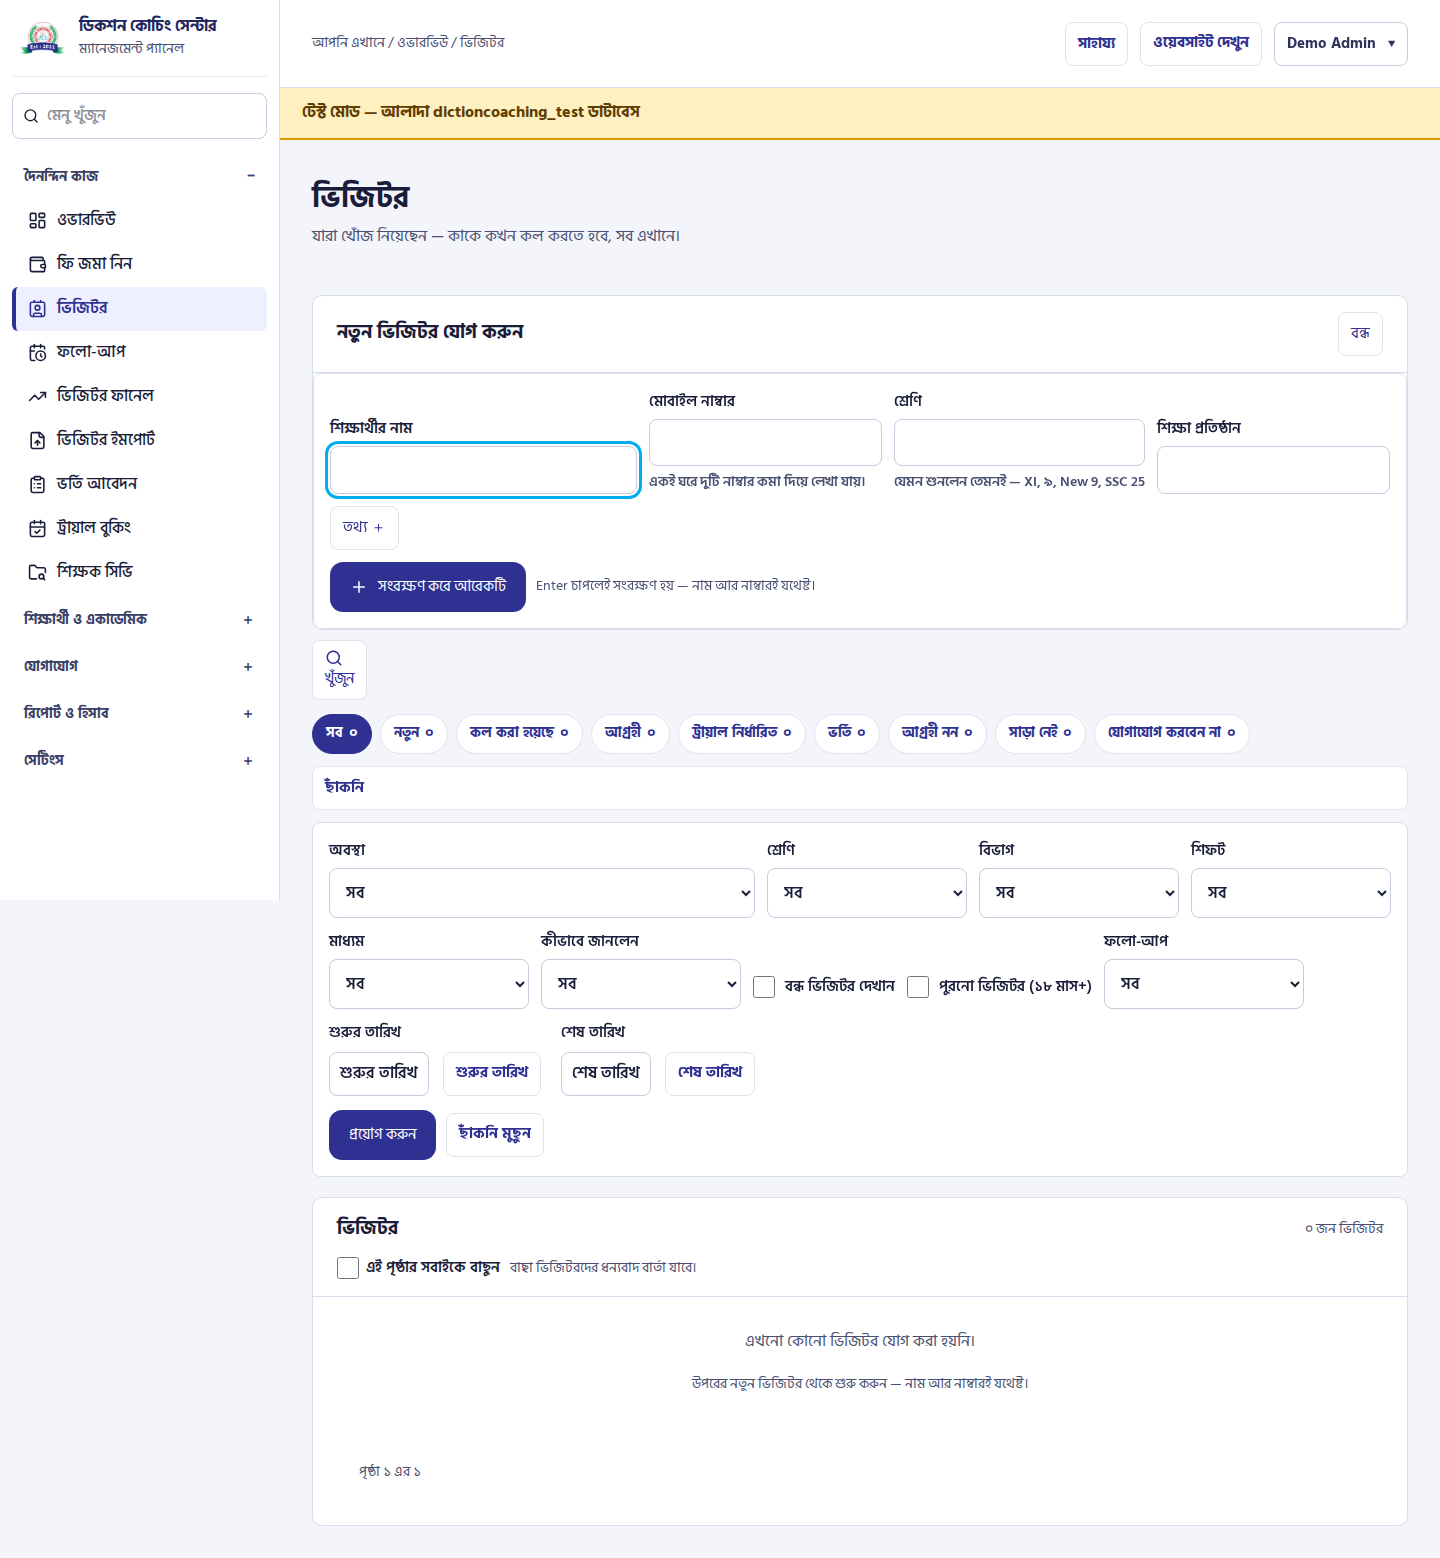 ডিকশন কোচিং সেন্টার
ম্যানেজমেন্ট প্যানেল
Est : 2011
মেনু খুঁজুন
দৈনন্দিন কাজ −
ওভারভিউ
ফি জমা নিন
ভিজিটর
ফলো-আপ
ভিজিটর ফানেল
ভিজিটর ইমপোর্ট
ভর্তি আবেদন
ট্রায়াল বুকিং
শিক্ষক সিভি
শিক্ষার্থী ও একাডেমিক +
যোগাযোগ +
রিপোর্ট ও হিসাব +
সেটিংস +
আপনি এখানে / ওভারভিউ / ভিজিটর
সাহায্য
ওয়েবসাইট দেখুন
Demo Admin ▾
টেস্ট মোড — আলাদা dictioncoaching_test ডাটাবেস
ভিজিটর
যারা খোঁজ নিয়েছেন — কাকে কখন কল করতে হবে, সব এখানে।
নতুন ভিজিটর যোগ করুন
বন্ধ
শিক্ষার্থীর নাম
মোবাইল নাম্বার
একই ঘরে দুটি নাম্বার কমা দিয়ে লেখা যায়।
শ্রেণি
যেমন শুনলেন তেমনই — XI, ৯, New 9, SSC 25
শিক্ষা প্রতিষ্ঠান
তথ্য +
+ সংরক্ষণ করে আরেকটি
Enter চাপলেই সংরক্ষণ হয় — নাম আর নাম্বারই যথেষ্ট।
খুঁজুন
সব ০ নতুন ০ কল করা হয়েছে ০ আগ্রহী ০ ট্রায়াল নির্ধারিত ০ ভর্তি ০ আগ্রহী নন ০ সাড়া নেই ০ যোগাযোগ করবেন না ০
ছাঁকনি
অবস্থা শ্রেণি বিভাগ শিফট
সব সব সব সব
মাধ্যম কীভাবে জানলেন ফলো-আপ
সব সব বন্ধ ভিজিটর দেখান পুরনো ভিজিটর (১৮ মাস+) সব
শুরুর তারিখ শেষ তারিখ
শুরুর তারিখ শুরুর তারিখ শেষ তারিখ শেষ তারিখ
প্রয়োগ করুন ছাঁকনি মুছুন
ভিজিটর
০ জন ভিজিটর
এই পৃষ্ঠার সবাইকে বাছুন বাছা ভিজিটরদের ধন্যবাদ বার্তা যাবে।
এখনো কোনো ভিজিটর যোগ করা হয়নি।
উপরের নতুন ভিজিটর থেকে শুরু করুন — নাম আর নাম্বারই যথেষ্ট।
পৃষ্ঠা ১ এর ১